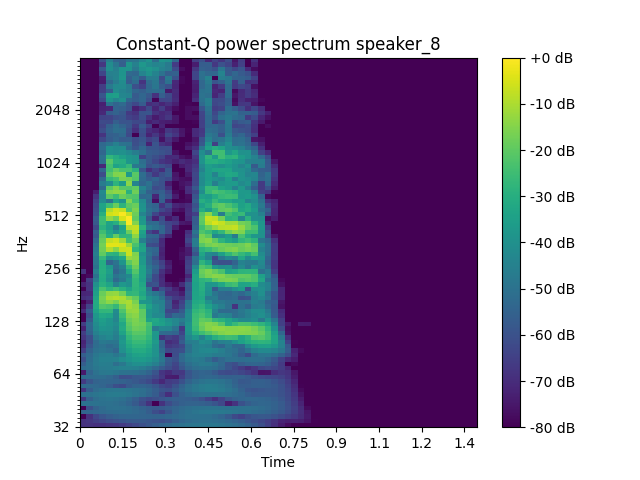 Constant-Q power spectrum speaker_8
Hz
2048
1024
512
256
128
64
32
0 0.15 0.3 0.45 0.6 0.75 0.9 1.1 1.2 1.4
Time
+0 dB
-10 dB
-20 dB
-30 dB
-40 dB
-50 dB
-60 dB
-70 dB
-80 dB